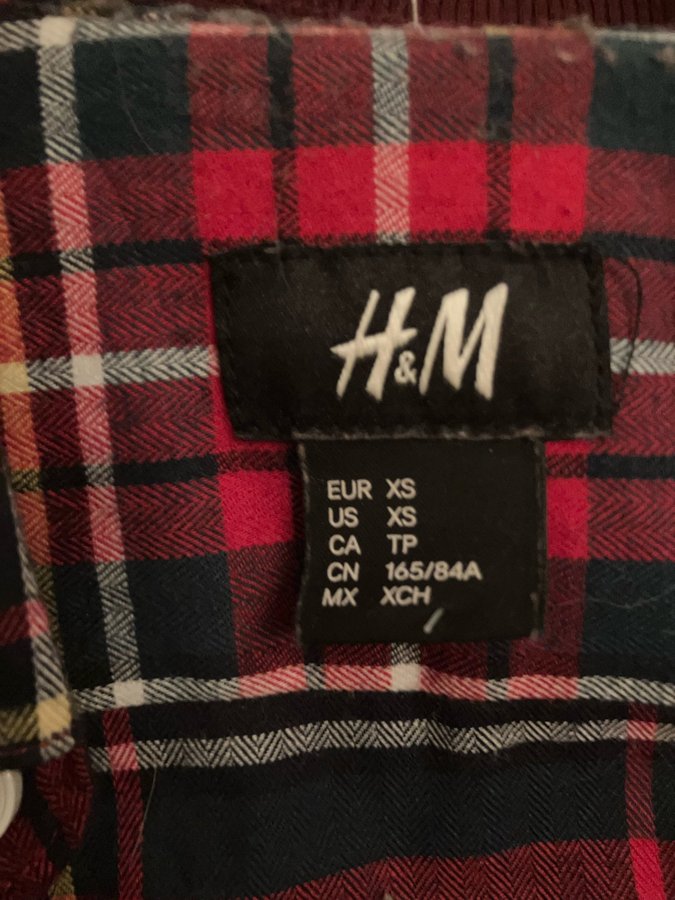 H&M
EUR XS
US XS
CA TP
CN 165/84A
MX XCH